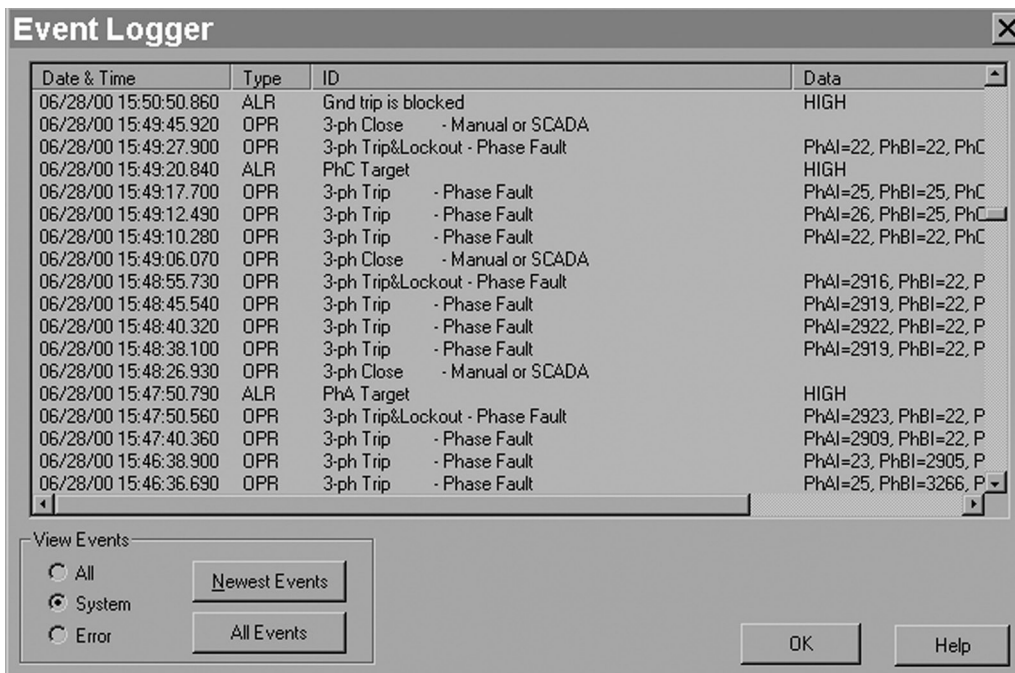 Event Logger
Date & Time Type ID Data
06/28/00 15:50:50.860 ALR Gnd trip is blocked HIGH
06/28/00 15:49:45.920 OPR 3-ph Close - Manual or SCADA
06/28/00 15:49:27.900 OPR 3-ph Trip&Lockout - Phase Fault PhAI=22, PhBI=22, PhC
06/28/00 15:49:20.840 ALR PhC Target HIGH
06/28/00 15:49:17.700 OPR 3-ph Trip - Phase Fault PhAI=25, PhBI=25, PhC
06/28/00 15:49:12.490 OPR 3-ph Trip - Phase Fault PhAI=26, PhBI=25, PhC
06/28/00 15:49:10.280 OPR 3-ph Trip - Phase Fault PhAI=22, PhBI=22, PhC
06/28/00 15:49:06.070 OPR 3-ph Close - Manual or SCADA
06/28/00 15:48:55.730 OPR 3-ph Trip&Lockout - Phase Fault PhAI=2916, PhBI=22, P
06/28/00 15:48:45.540 OPR 3-ph Trip - Phase Fault PhAI=2919, PhBI=22, P
06/28/00 15:48:40.320 OPR 3-ph Trip - Phase Fault PhAI=2922, PhBI=22, P
06/28/00 15:48:38.100 OPR 3-ph Trip - Phase Fault PhAI=2919, PhBI=22, P
06/28/00 15:48:26.930 OPR 3-ph Close - Manual or SCADA
06/28/00 15:47:50.790 ALR PhA Target HIGH
06/28/00 15:47:50.560 OPR 3-ph Trip&Lockout - Phase Fault PhAI=2923, PhBI=22, P
06/28/00 15:47:40.360 OPR 3-ph Trip - Phase Fault PhAI=2909, PhBI=22, P
06/28/00 15:46:38.900 OPR 3-ph Trip - Phase Fault PhAI=23, PhBI=2905, P
06/28/00 15:46:36.690 OPR 3-ph Trip - Phase Fault PhAI=25, PhBI=3266, P
View Events
All
System
Error
Newest Events
All Events
OK
Help